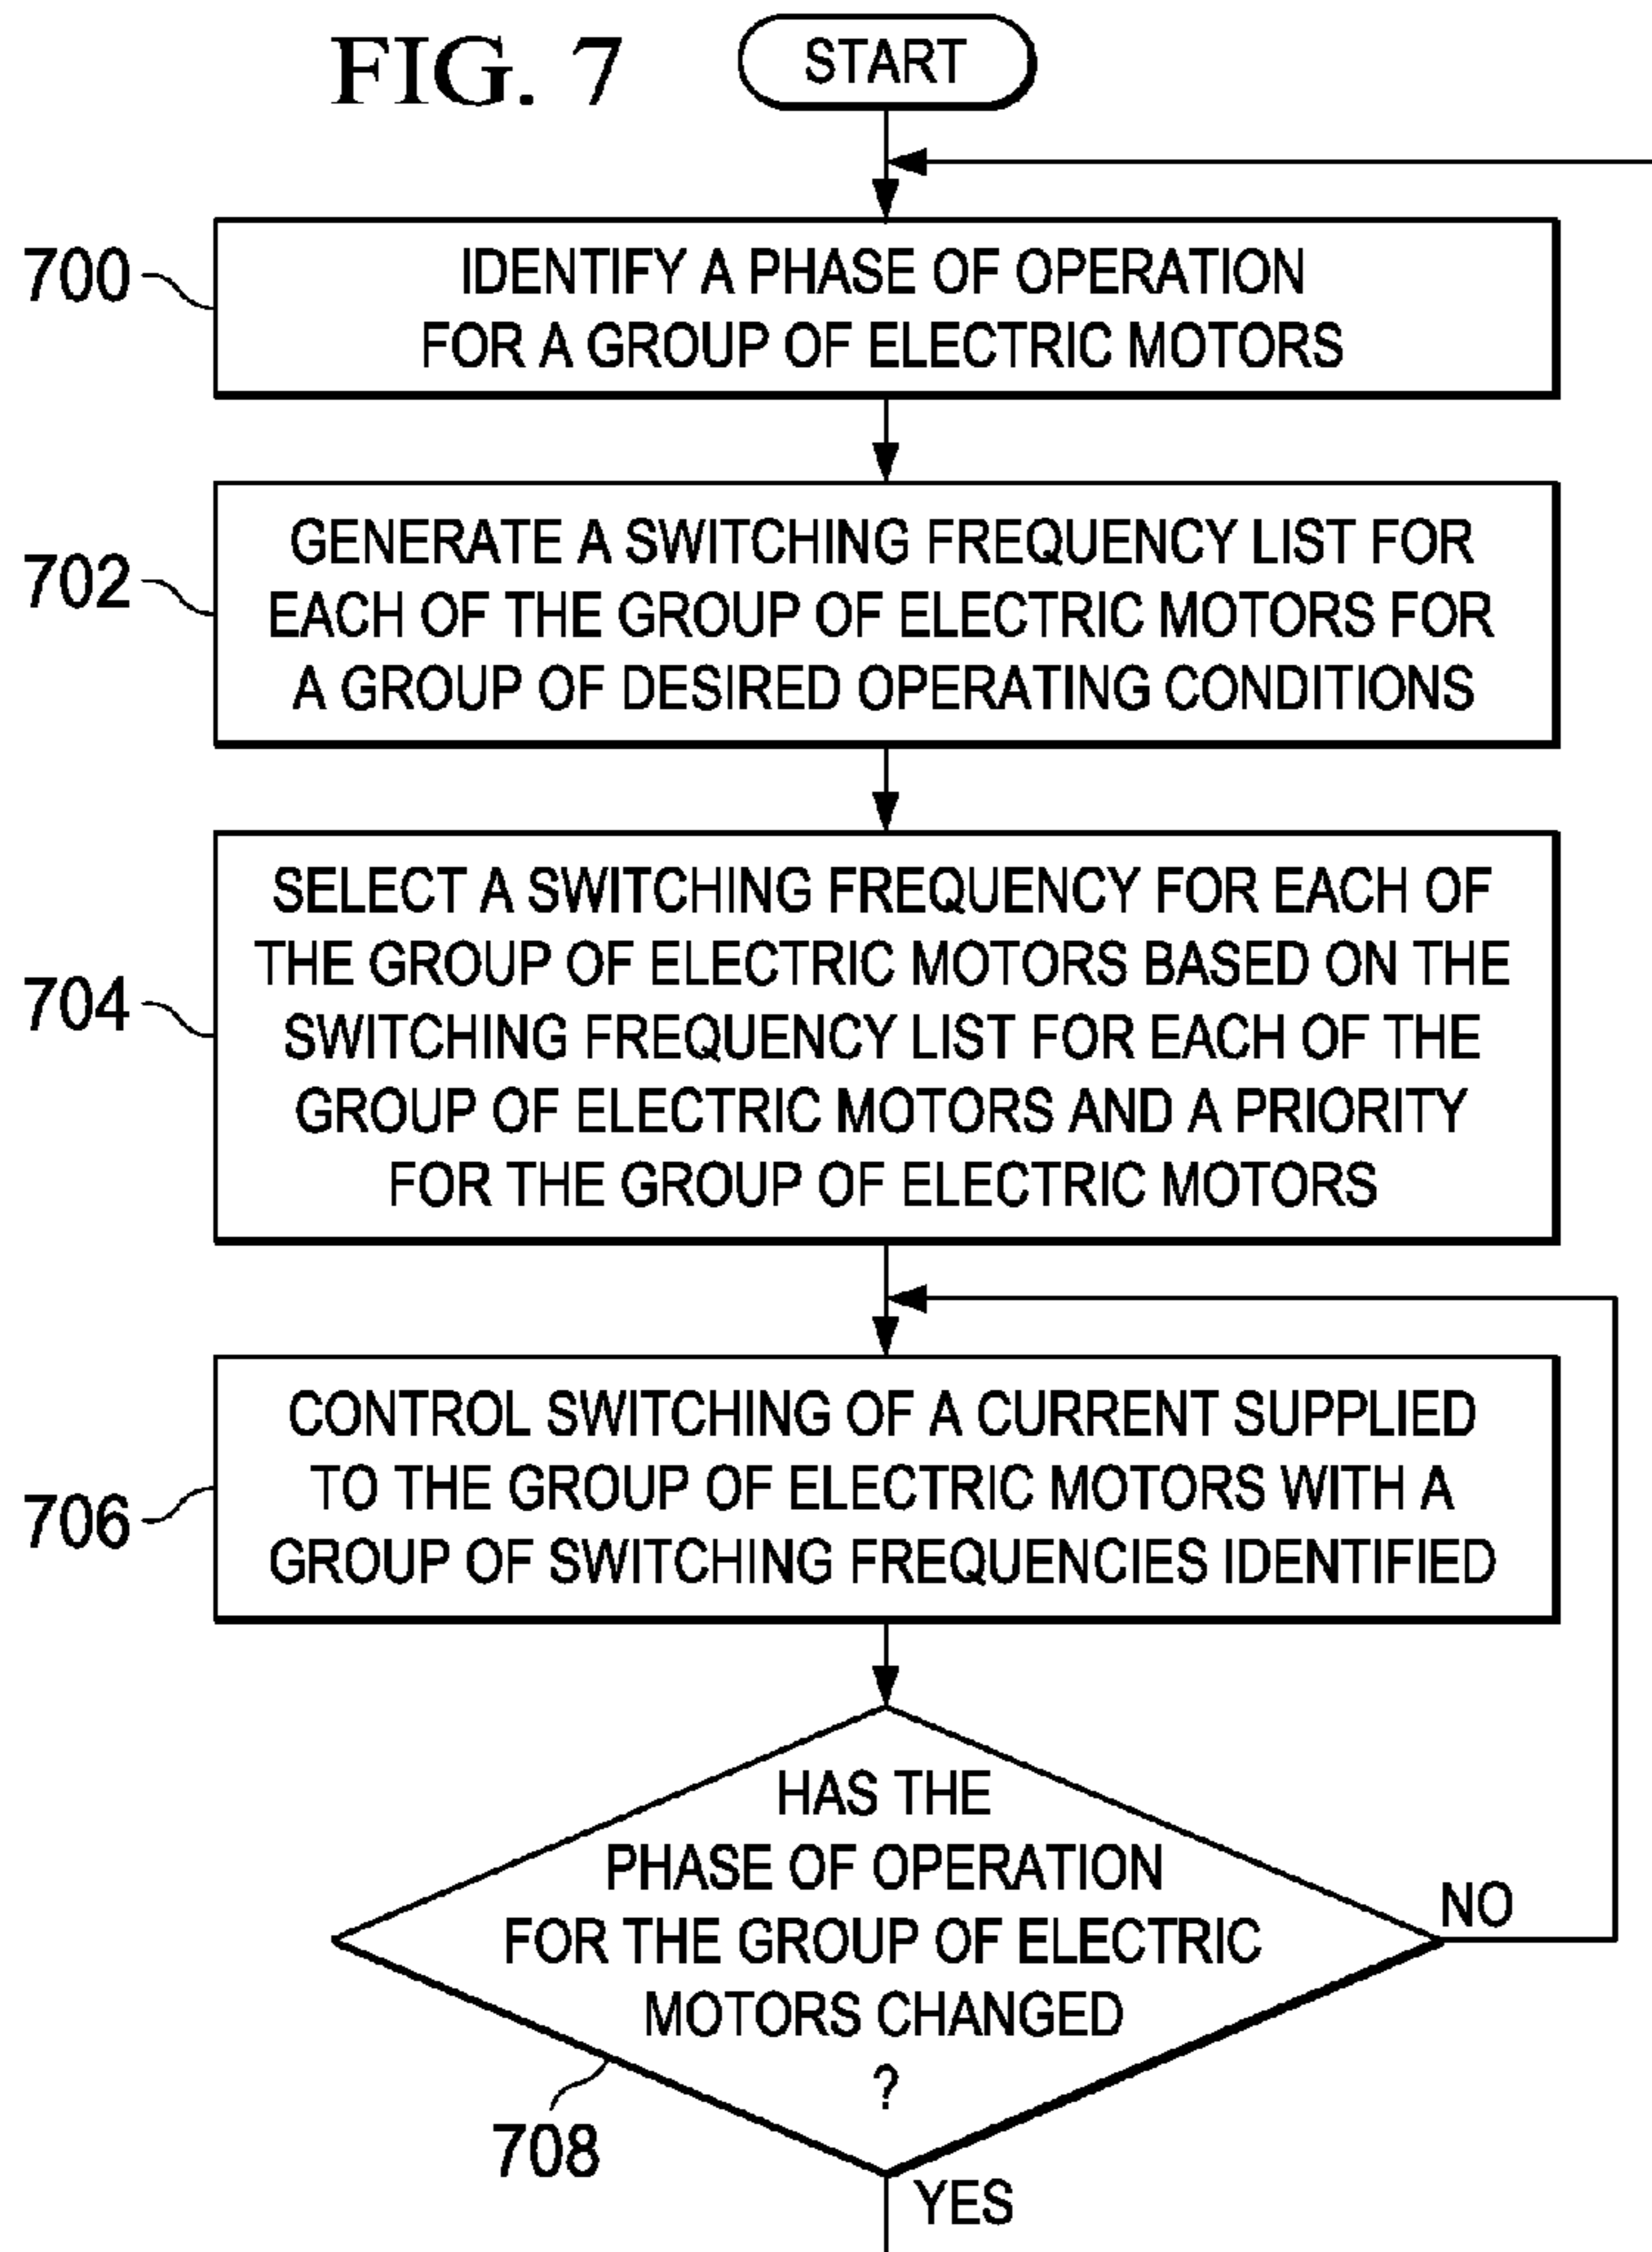 FIG. 7
START
700
IDENTIFY A PHASE OF OPERATION
FOR A GROUP OF ELECTRIC MOTORS
702
GENERATE A SWITCHING FREQUENCY LIST FOR
EACH OF THE GROUP OF ELECTRIC MOTORS FOR
A GROUP OF DESIRED OPERATING CONDITIONS
704
SELECT A SWITCHING FREQUENCY FOR EACH OF
THE GROUP OF ELECTRIC MOTORS BASED ON THE
SWITCHING FREQUENCY LIST FOR EACH OF THE
GROUP OF ELECTRIC MOTORS AND A PRIORITY
FOR THE GROUP OF ELECTRIC MOTORS
706
CONTROL SWITCHING OF A CURRENT SUPPLIED
TO THE GROUP OF ELECTRIC MOTORS WITH A
GROUP OF SWITCHING FREQUENCIES IDENTIFIED
HAS THE
PHASE OF OPERATION
FOR THE GROUP OF ELECTRIC
MOTORS CHANGED
?
NO
708
YES